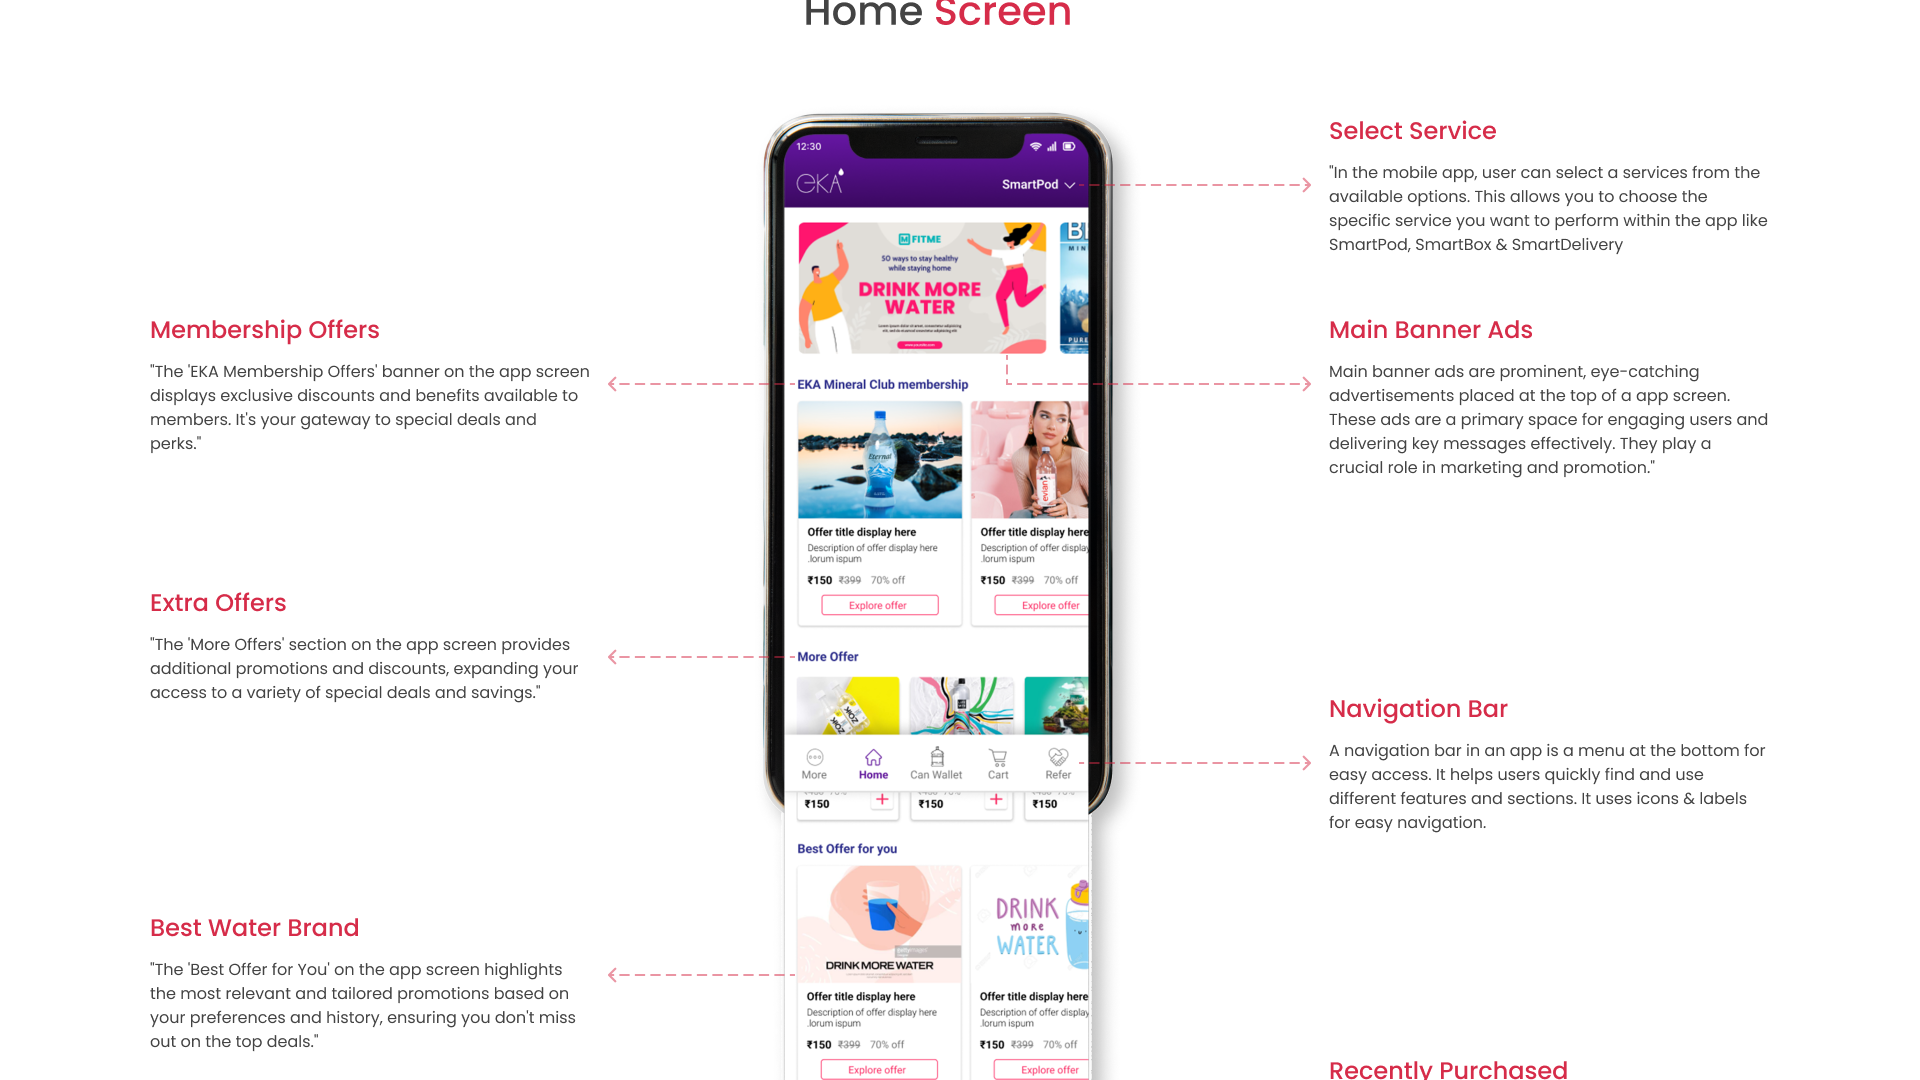 Home Screen
Select Service
"In the mobile app, user can select a services from the
available options. This allows you to choose the
specific service you want to perform within the app like
SmartPod, SmartBox & SmartDelivery
Membership Offers
"The 'EKA Membership Offers' banner on the app screen
displays exclusive discounts and benefits available to
members. It's your gateway to special deals and
perks."
Main Banner Ads
Main banner ads are prominent, eye-catching
advertisements placed at the top of a app screen.
These ads are a primary space for engaging users and
delivering key messages effectively. They play a
crucial role in marketing and promotion."
Extra Offers
"The 'More Offers' section on the app screen provides
additional promotions and discounts, expanding your
access to a variety of special deals and savings."
Navigation Bar
A navigation bar in an app is a menu at the bottom for
easy access. It helps users quickly find and use
different features and sections. It uses icons & labels
for easy navigation.
Best Water Brand
"The 'Best Offer for You' on the app screen highlights
the most relevant and tailored promotions based on
your preferences and history, ensuring you don't miss
out on the top deals."
Recently Purchased
12:30
eKA
SmartPod
M FITME
50 ways to stay healthy
while staying home
DRINK MORE
WATER
PURE
EKA Mineral Club membership
Eternal
evian
Offer title display here
Description of offer display here
.lorum ispum
₹150 ₹399 70% off
Explore offer
Offer title display here
Description of offer display
.lorum ispum
₹150 ₹399 70% off
Explore offer
More Offer
ZOIK
ZOIK
More
Home
Can Wallet
Cart
Refer
₹150 +
₹150 +
₹150
Best Offer for you
DRINK MORE WATER
DRINK
more
WATER
Offer title display here
Description of offer display here
.lorum ispum
₹150 ₹399 70% off
Explore offer
Offer title display here
Description of offer display
.lorum ispum
₹150 ₹399 70% off
Explore offer